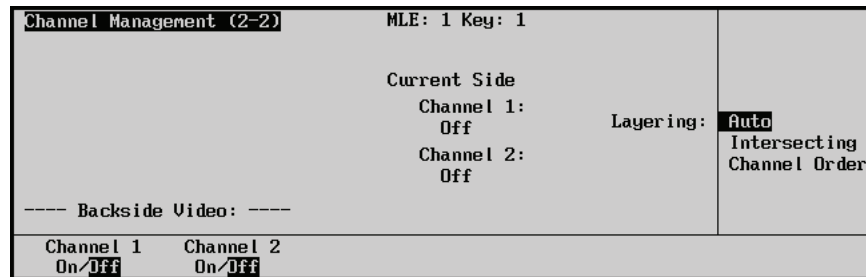 Channel Management (2-2)
MLE: 1 Key: 1
Current Side
Channel 1:
Off
Channel 2:
Off
Layering:
Auto
Intersecting
Channel Order
---- Backside Video: ----
Channel 1
On/Off
Channel 2
On/Off